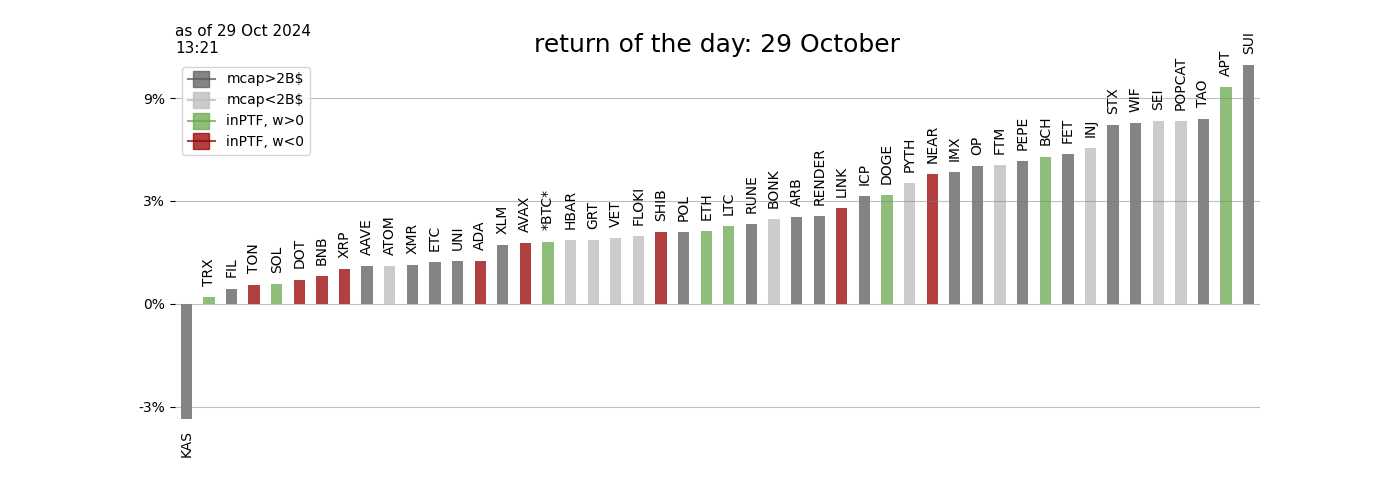 as of 29 Oct 2024
13:21
return of the day: 29 October
mcap>2B$
mcap<2B$
inPTF, w>0
inPTF, w<0
9%
3%
0%
-3%
KAS
TRX
FIL
TON
SOL
DOT
BNB
XRP
AAVE
ATOM
XMR
ETC
UNI
ADA
XLM
AVAX
*BTC*
HBAR
GRT
VET
FLOKI
SHIB
POL
ETH
LTC
RUNE
BONK
ARB
RENDER
LINK
ICP
DOGE
PYTH
NEAR
IMX
OP
FTM
PEPE
BCH
FET
INJ
STX
WIF
SEI
POPCAT
TAO
APT
SUI